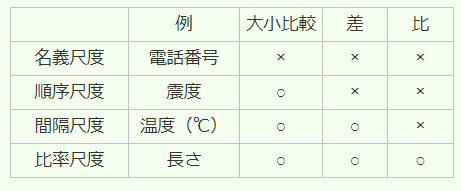 例 大小比較 差 比
名義尺度 電話番号 × × ×
順序尺度 震度 ○ × ×
間隔尺度 温度（℃） ○ ○ ×
比率尺度 長さ ○ ○ ○